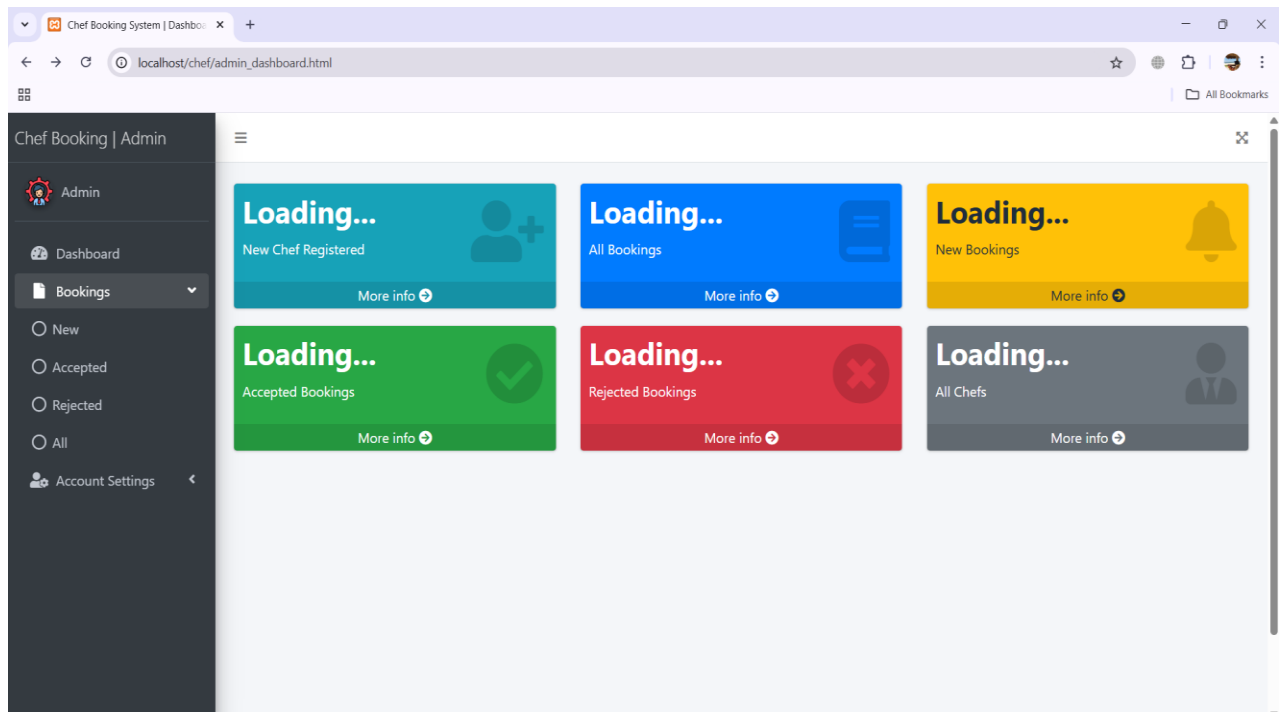 Chef Booking System | Dashboa
localhost/chef/admin_dashboard.html
All Bookmarks
Chef Booking | Admin
Admin
Dashboard
Bookings
New
Accepted
Rejected
All
Account Settings
Loading...
New Chef Registered
More info
Loading...
All Bookings
More info
Loading...
New Bookings
More info
Loading...
Accepted Bookings
More info
Loading...
Rejected Bookings
More info
Loading...
All Chefs
More info